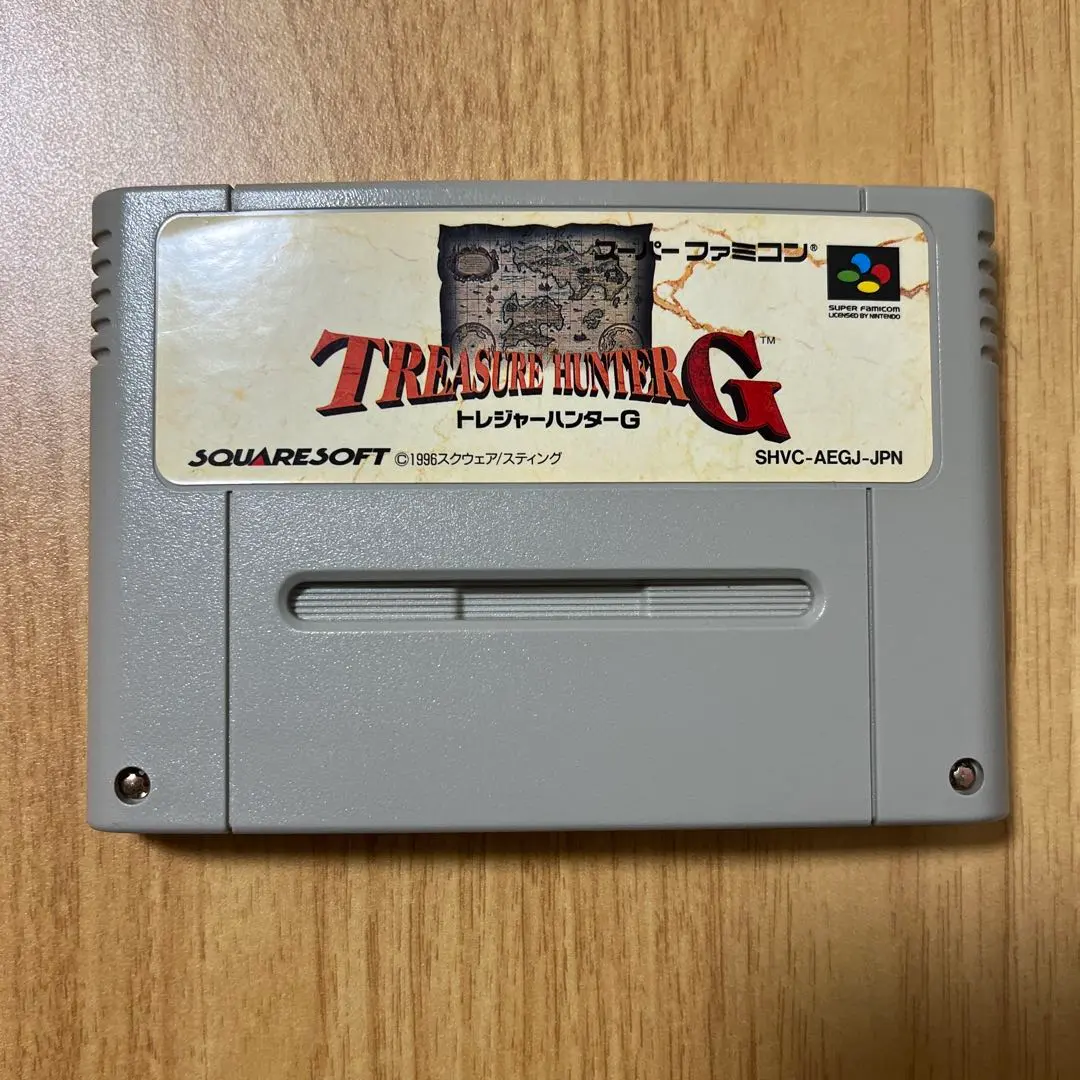 スーパー ファミコン®
SUPER FAMICOM
LICENSED BY NINTENDO
TREASURE HUNTER G™
トレジャーハンターG
SQUARESOFT ©1996スクウェア/スティング
SHVC-AEGJ-JPN